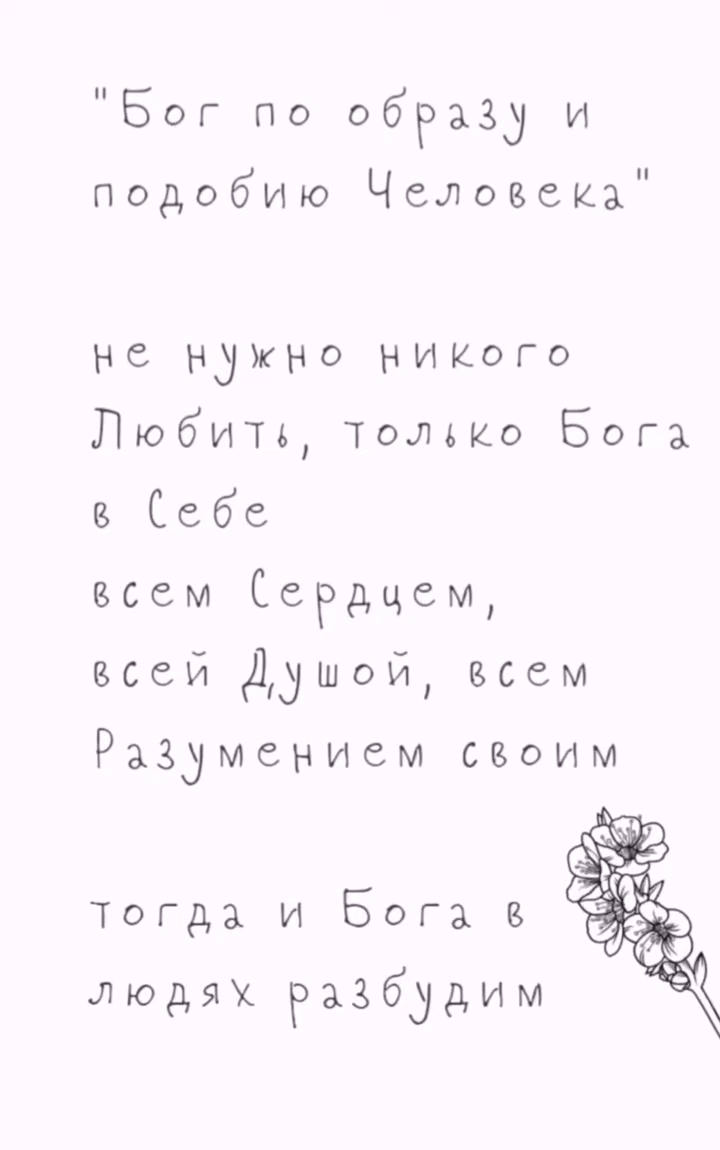 "Бог по образу и
подобию Человека"
не нужно никого
Любить, только Бога
в Себе
всем Сердцем,
всей Душой, всем
Разумением своим
тогда и Бога в
людях разбудим